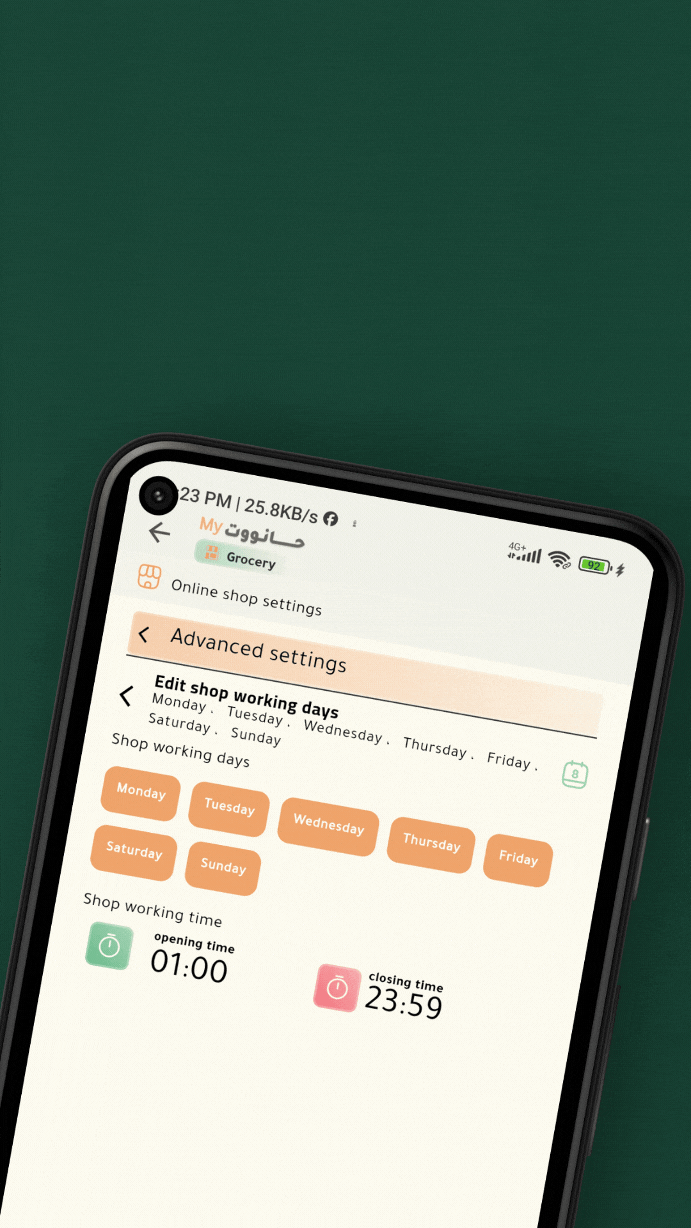 23 PM | 25.8KB/s
4G+
92
My حـــانووت
Grocery
Online shop settings
Advanced settings
Edit shop working days
Monday . Tuesday . Wednesday . Thursday . Friday .
Saturday . Sunday
8
Shop working days
Monday Tuesday Wednesday Thursday Friday
Saturday Sunday
Shop working time
opening time
01:00
closing time
23:59